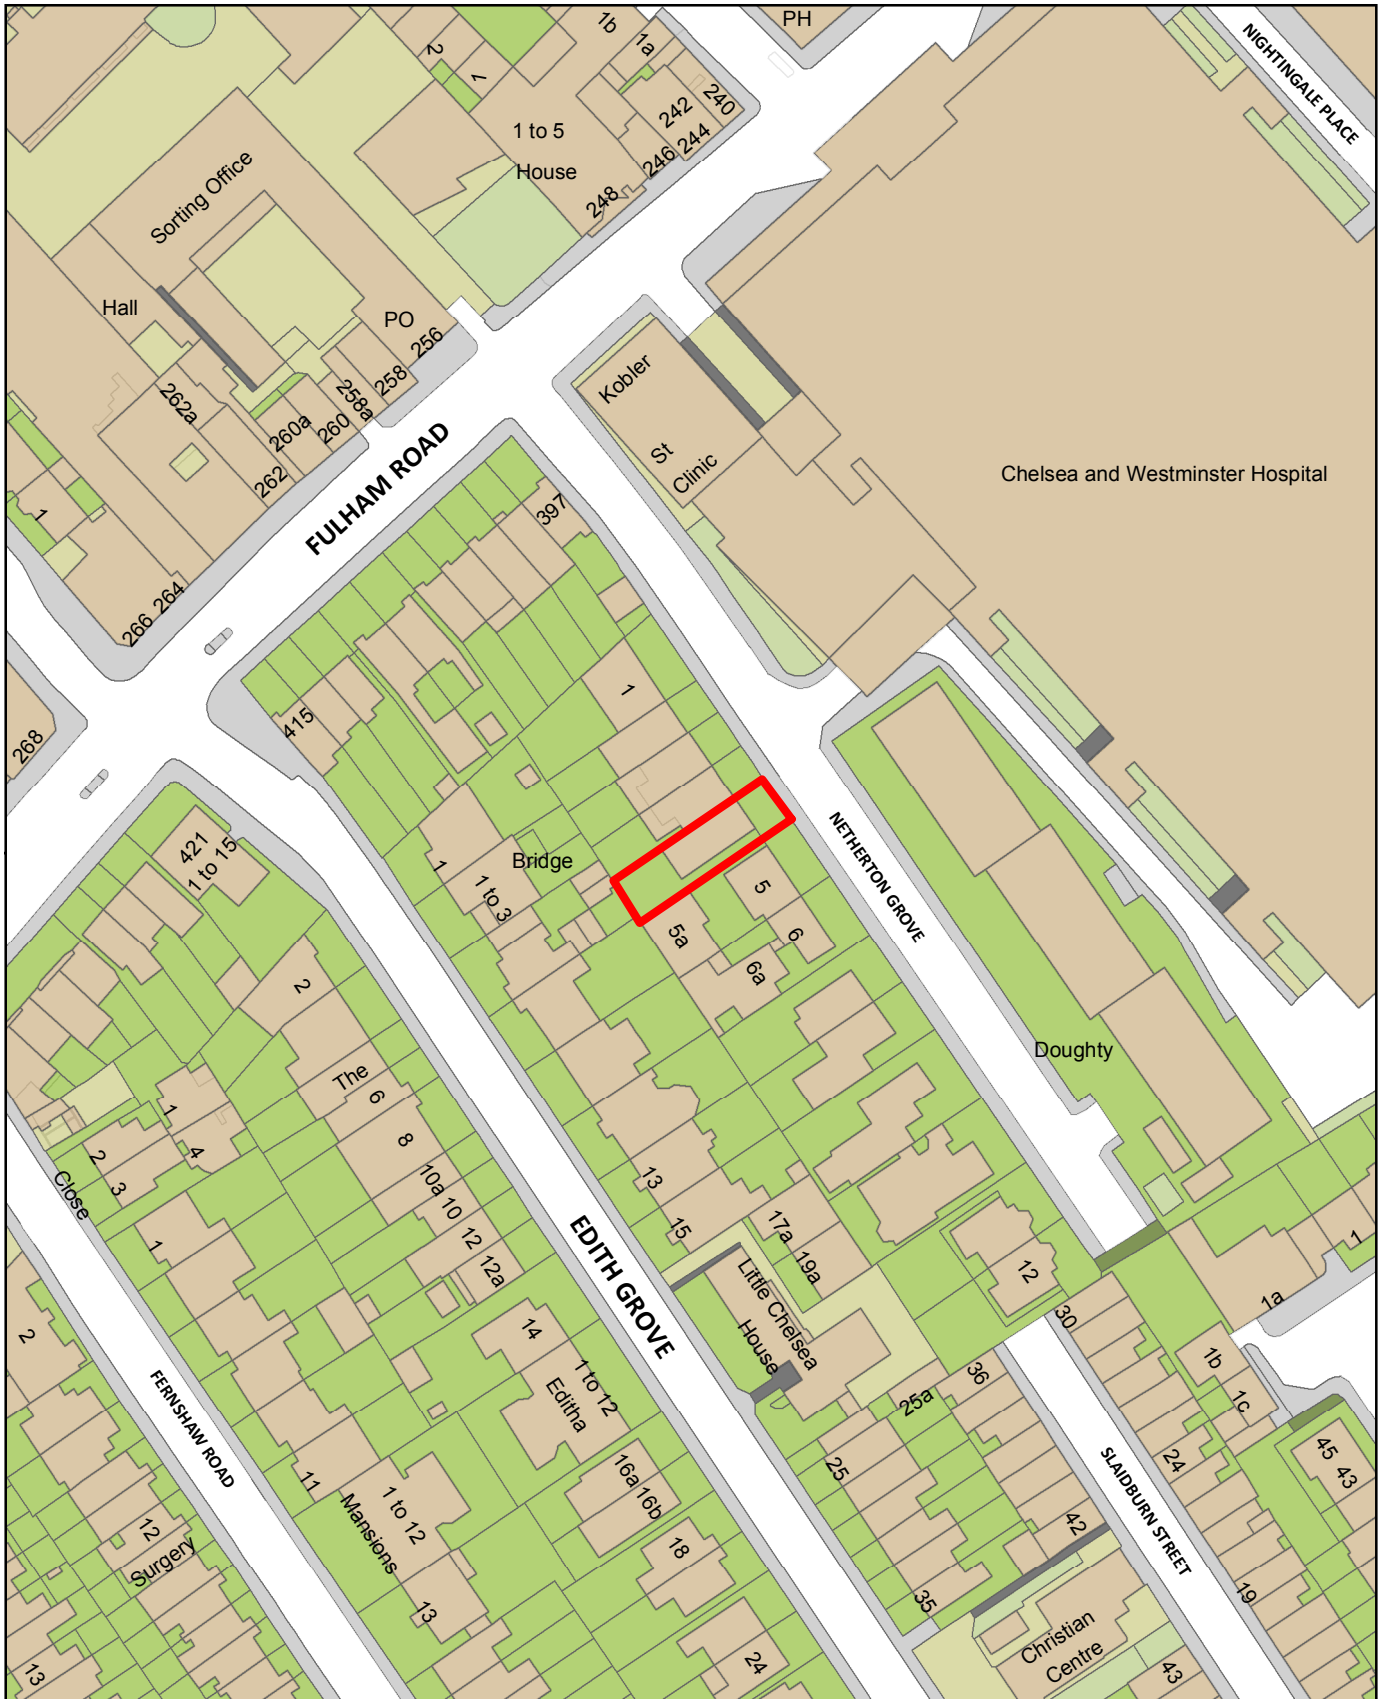 PH
1b
1a
2
1
NIGHTINGALE PLACE
240
242
244
246
248
1 to 5
House
Sorting Office
Hall
PO
256
258
258a
260
260a
262
262a
Kobler
St
Clinic
Chelsea and Westminster Hospital
FULHAM ROAD
397
1
264
266
268
415
1
421
1 to 15
NETHERTON GROVE
Bridge
1
1 to 3
5
5a
6
6a
2
Doughty
The
6
8
10a
10
12
12a
1
4
2
3
Close
1
13
15
17a
19a
12
EDITH GROVE
Little Chelsea
House
1
1a
30
1b
1c
2
14
1 to 12
Editha
36
25a
FERNSHAW ROAD
25
24
45
43
SLAIDBURN STREET
11
1 to 12
Mansions
16a
16b
12
Surgery
18
42
35
19
13
Christian
Centre
24
43
13